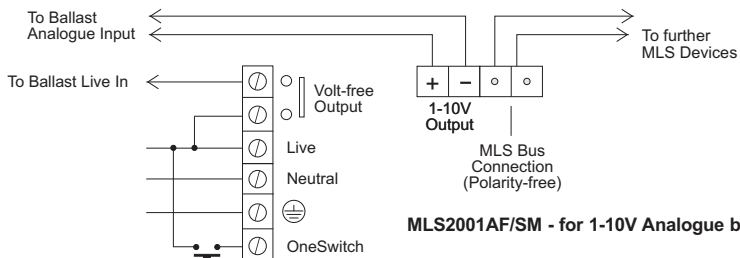 To Ballast
Analogue Input
To further
MLS Devices
To Ballast Live In
Volt-free
Output
+ −
1-10V
Output
Live
MLS Bus
Connection
(Polarity-free)
Neutral
MLS2001AF/SM - for 1-10V Analogue b
OneSwitch